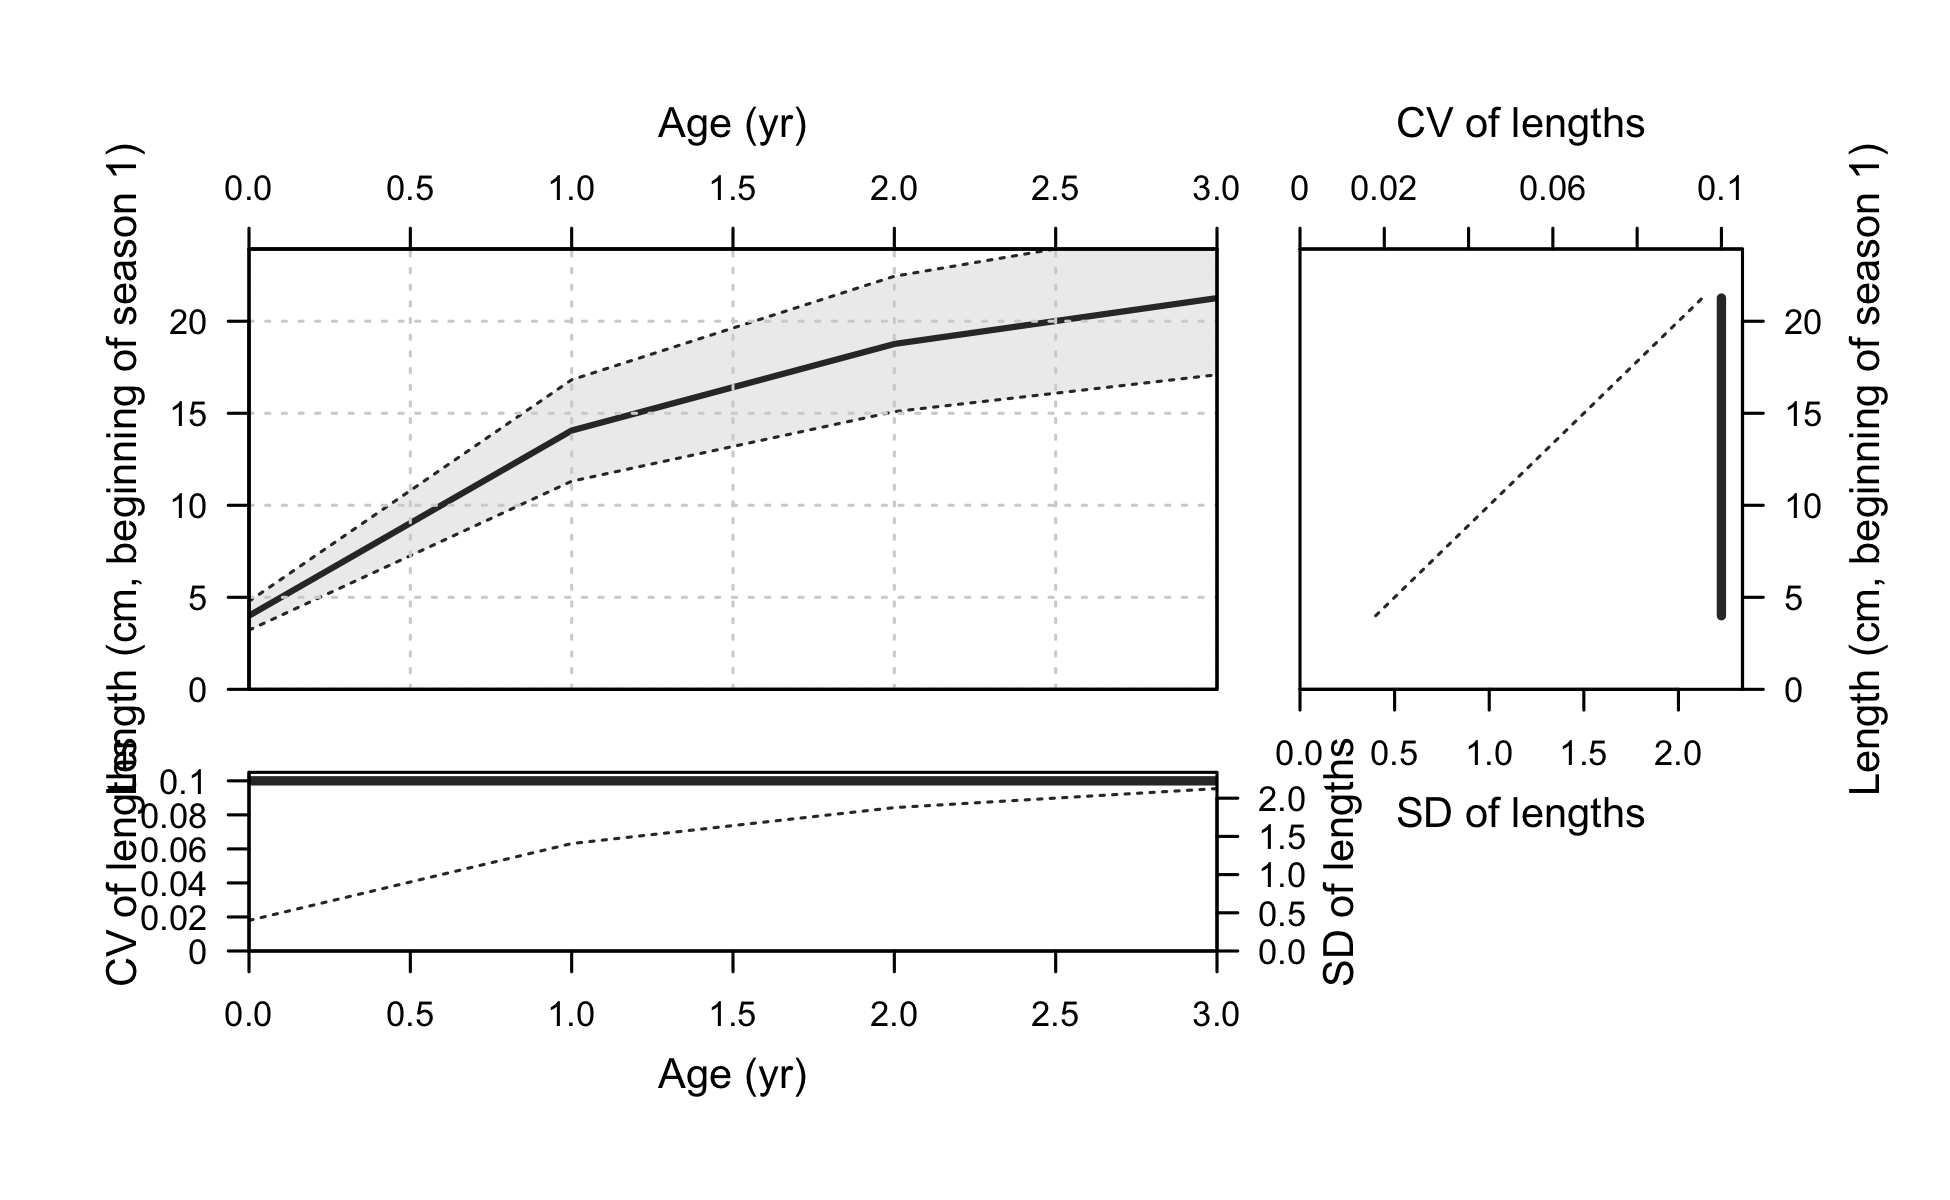 Age (yr)
CV of lengths
0.0 0.5 1.0 1.5 2.0 2.5 3.0
0 0.02 0.06 0.1
Length (cm, beginning of season 1)
20
15
10
5
0
20
15
10
5
0
Length (cm, beginning of season 1)
0.0 0.5 1.0 1.5 2.0
SD of lengths
CV of lengths
0.1
0.08
0.06
0.04
0.02
0
2.0
1.5
1.0
0.5
0.0
SD of lengths
0.0 0.5 1.0 1.5 2.0 2.5 3.0
Age (yr)